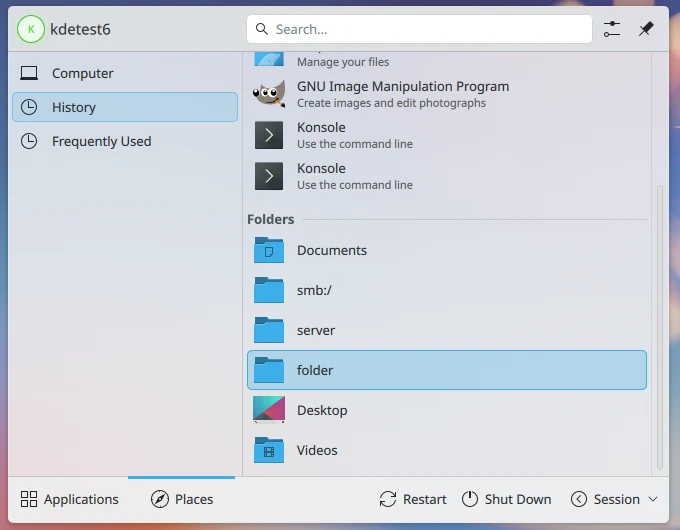 K kdetest6
Search...
Computer
History
Frequently Used
Manage your files
GNU Image Manipulation Program
Create images and edit photographs
Konsole
Use the command line
Konsole
Use the command line
Folders
Documents
smb:/
server
folder
Desktop
Videos
Applications Places Restart Shut Down Session